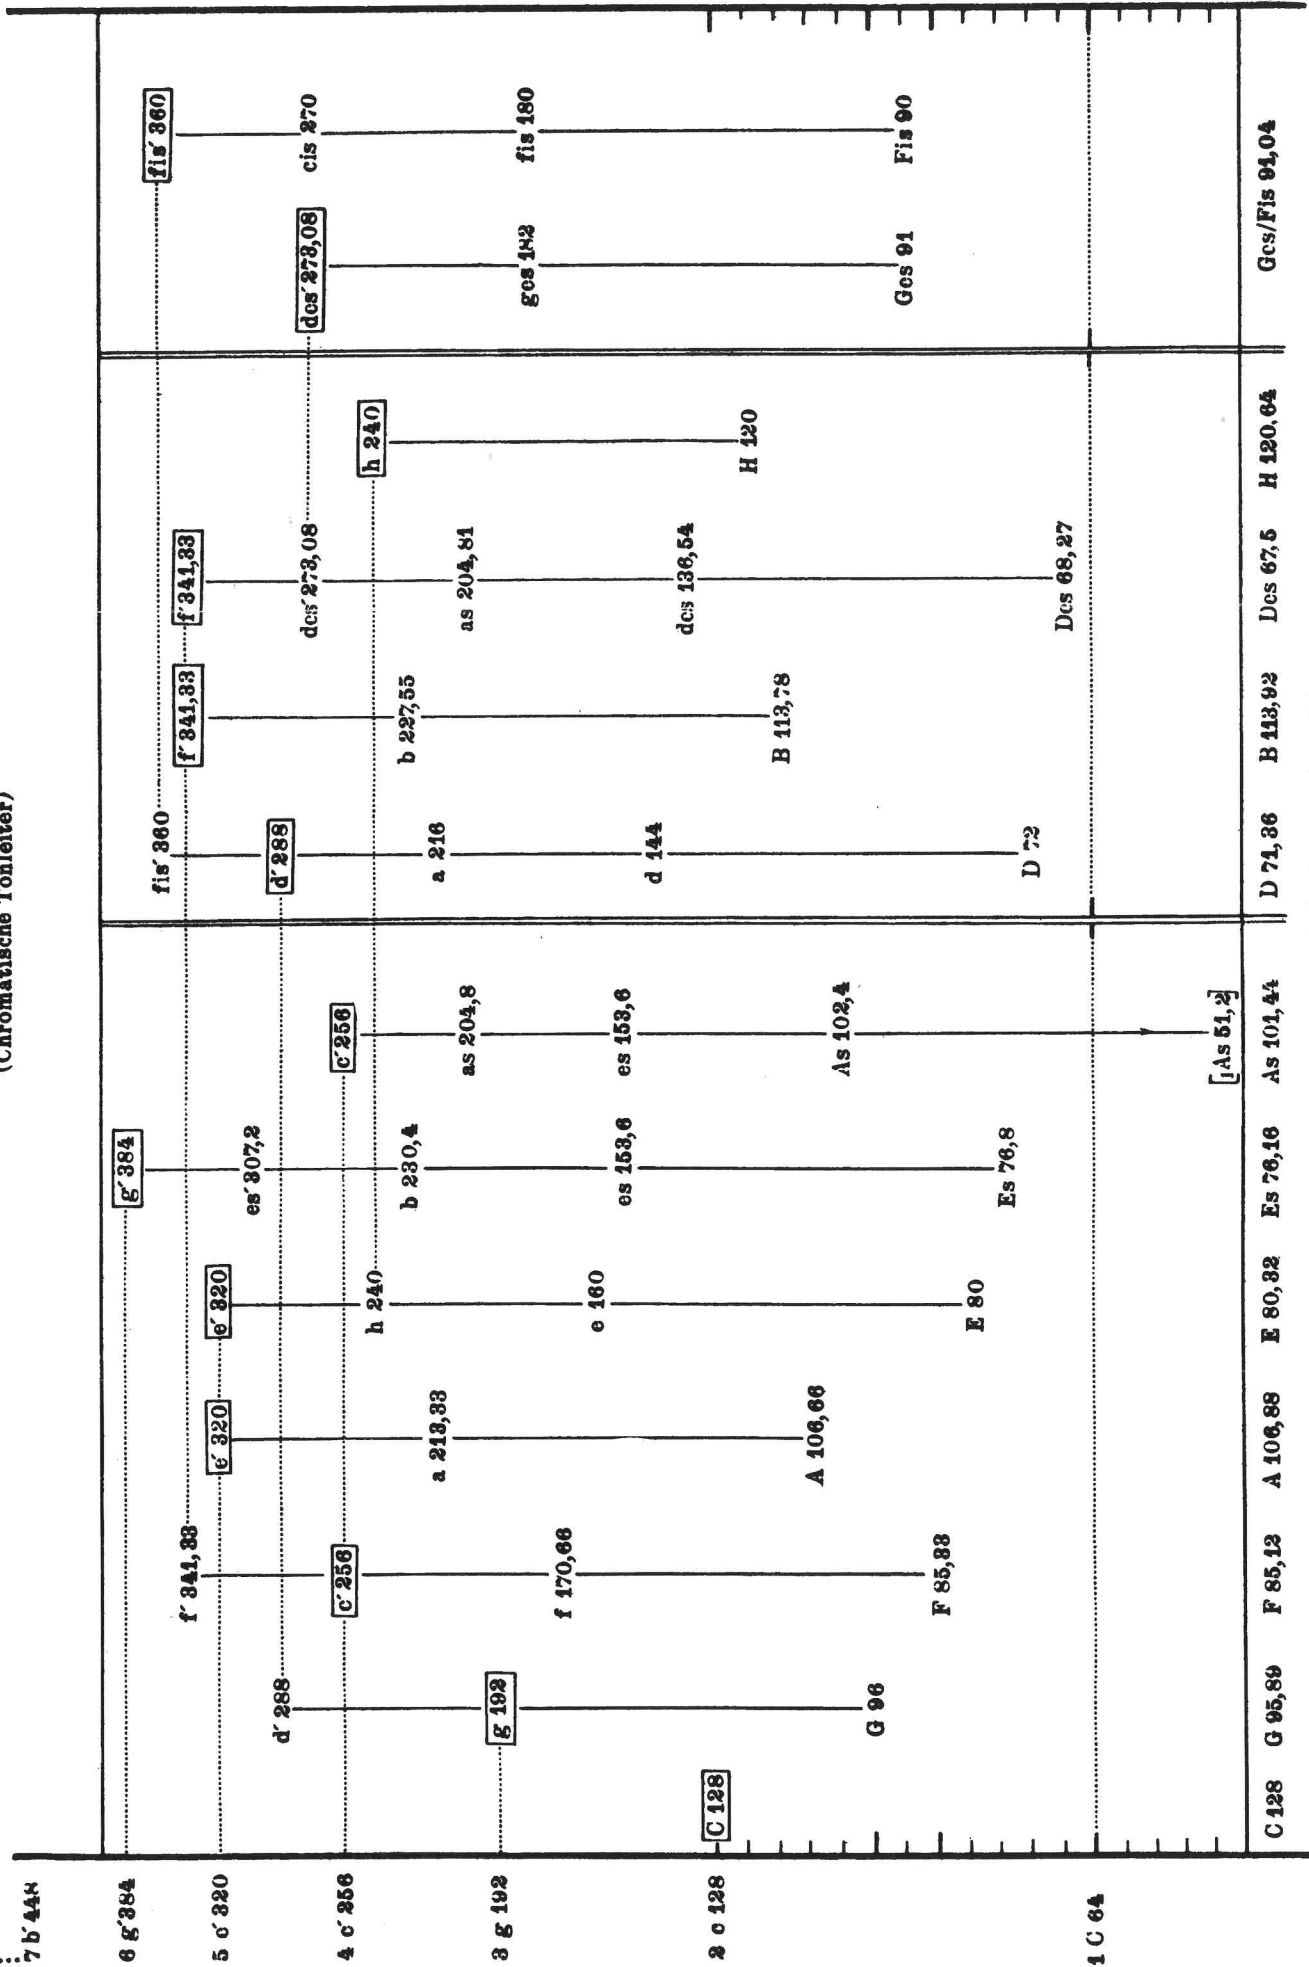 (Chromatische Tonleiter)
7 b′ 448
6 g′ 384
5 e′ 320
4 c′ 256
3 g 192
2 c 128
1 C 64
C 128
d′ 288
g 192
G 96
f′ 341,33
c′ 256
f 170,66
F 85,33
e′ 320
a 213,33
A 106,66
e′ 320
h 240
e 160
E 80
g′ 384
es′ 307,2
b 230,4
es 153,6
Es 76,8
c′ 256
as 204,8
es 153,6
As 102,4
[₁As 51,2]
fis′ 360
d′ 288
a 216
d 144
D 72
f′ 341,33
b 227,55
B 113,78
f′ 341,33
des′ 273,08
as 204,81
des 136,54
Des 68,27
h 240
H 120
des′ 273,08
ges 182
Ges 91
fis′ 360
cis 270
fis 180
Fis 90
C 128 G 95,89 F 85,12 A 106,88 E 80,32 Es 76,16 As 101,44 D 71,36 B 113,92 Des 67,5 H 120,64 Ges/Fis 91,04